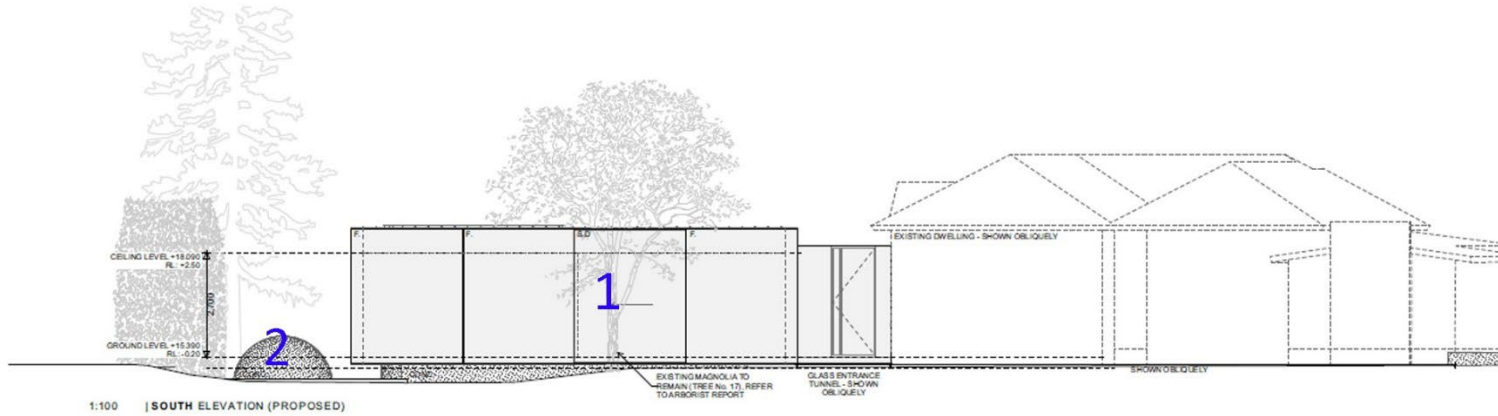 F.
F.
S.D
F.
EXISTING DWELLING - SHOWN OBLIQUELY
CEILING LEVEL +18.090
RL: +2.50
2,700
1
2
GROUND LEVEL +15.390
RL: -0.20
EXISTING MAGNOLIA TO
REMAIN (TREE No. 17), REFER
TO ARBORIST REPORT
GLASS ENTRANCE
TUNNEL - SHOWN
OBLIQUELY
SHOWN OBLIQUELY
1:100 | SOUTH ELEVATION (PROPOSED)